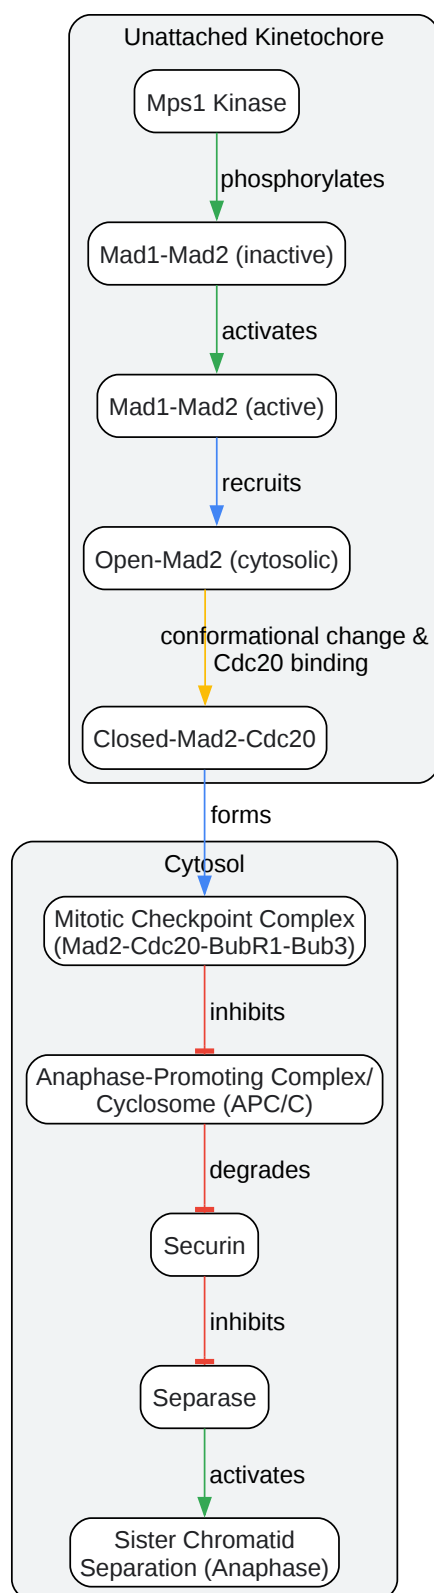 Unattached Kinetochore
Mps1 Kinase
phosphorylates
Mad1-Mad2 (inactive)
activates
Mad1-Mad2 (active)
recruits
Open-Mad2 (cytosolic)
conformational change &
Cdc20 binding
Closed-Mad2-Cdc20
forms
Cytosol
Mitotic Checkpoint Complex
(Mad2-Cdc20-BubR1-Bub3)
inhibits
Anaphase-Promoting Complex/
Cyclosome (APC/C)
degrades
Securin
inhibits
Separase
activates
Sister Chromatid
Separation (Anaphase)